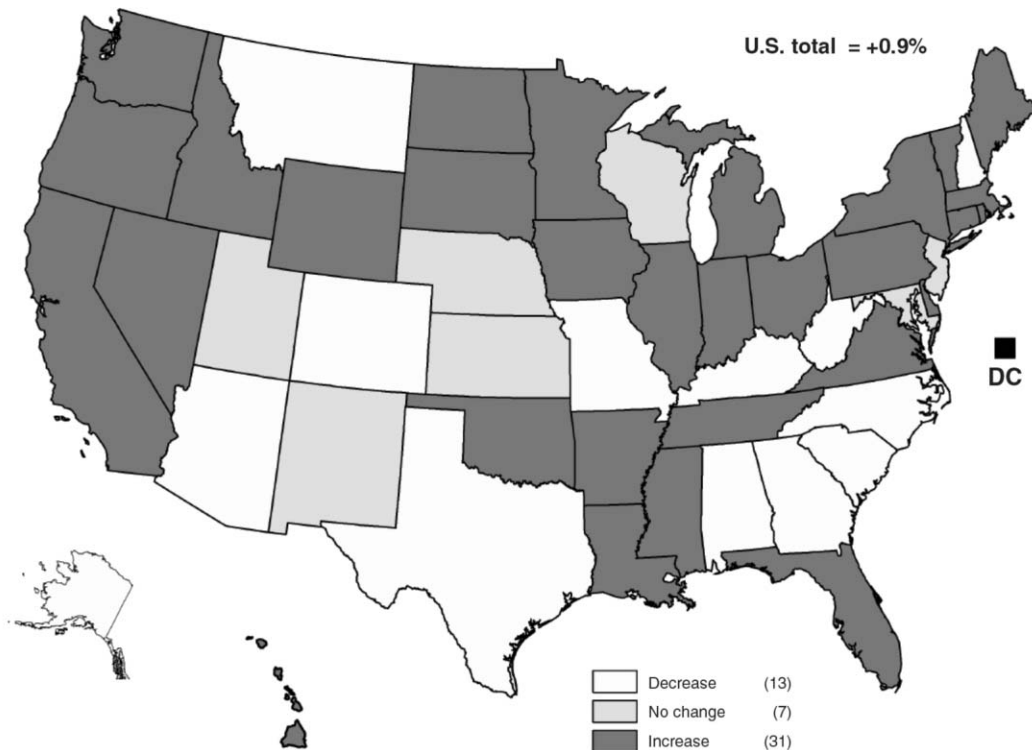 U.S. total = +0.9%
DC
Decrease (13)
No change (7)
Increase (31)